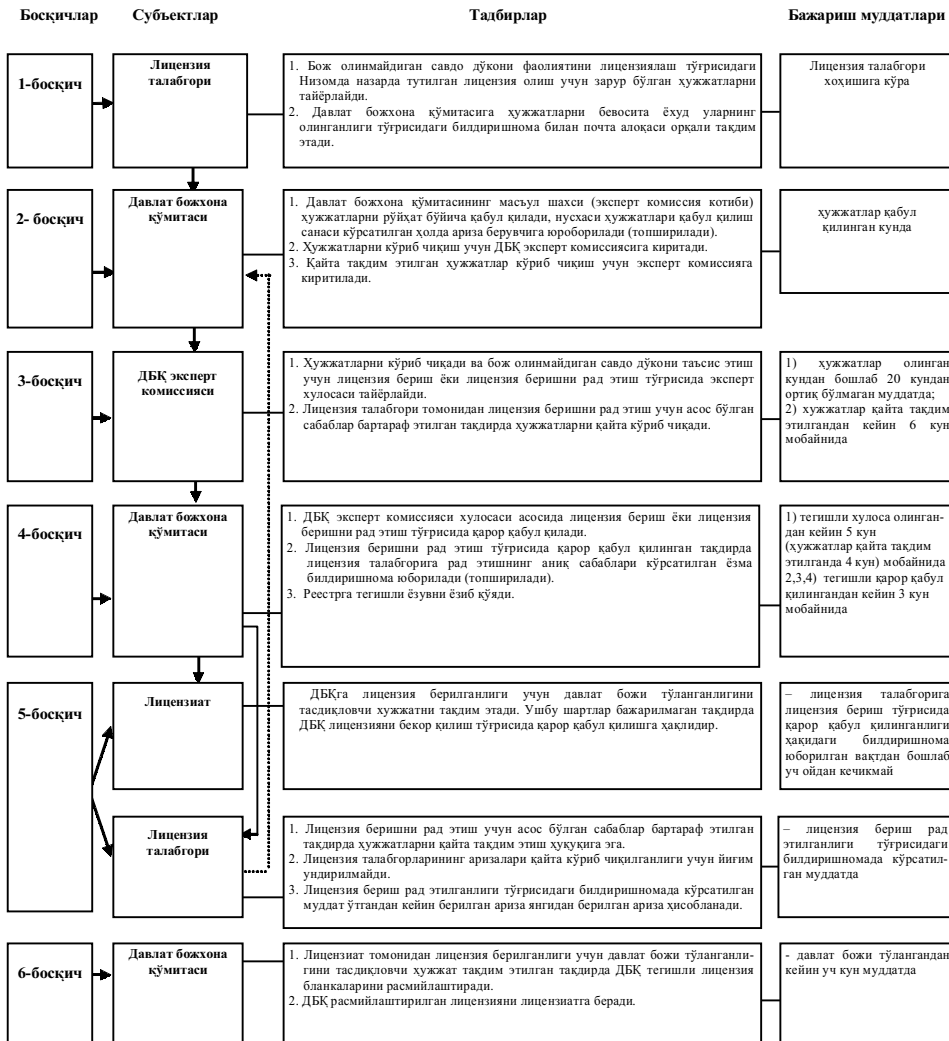 Босқичлар
Субъектлар
Тадбирлар
Бажариш муддатлари
1-босқич
Лицензия
талабгори
1. Бож олинмайдиган савдо дўкони фаолиятини лицензиялаш тўғрисидаги
Низомда назарда тутилган лицензия олиш учун зарур бўлган ҳужжатларни
тайёрлайди.
2. Давлат божхона қўмитасига ҳужжатларни бевосита ёхуд уларнинг
олинганлиги тўғрисидаги билдиришнома билан почта алоқаси орқали тақдим
этади.
Лицензия талабгори
хоҳишига кўра
2- босқич
Давлат божхона
қўмитаси
1. Давлат божхона қўмитасининг масъул шахси (эксперт комиссия котиби)
ҳужжатларни рўйҳат бўйича қабул қилади, нусхаси ҳужжатлари қабул қилиш
санаси кўрсатилган ҳолда ариза берувчига юроборилади (топширилади).
2. Ҳужжатларни кўриб чиқиш учун ДБҚ эксперт комиссиясига киритади.
3. Қайта тақдим этилган ҳужжатлар кўриб чиқиш учун эксперт комиссияга
киритилади.
ҳужжатлар қабул
қилинган кунда
3-босқич
ДБҚ эксперт
комиссияси
1. Ҳужжатларни кўриб чиқади ва бож олинмайдиган савдо дўкони таъсис этиш
учун лицензия бериш ёки лицензия беришни рад этиш тўғрисида эксперт
хулосаси тайёрлайди.
2. Лицензия талабгори томонидан лицензия беришни рад этиш учун асос бўлган
сабаблар бартараф этилган тақдирда ҳужжатларни қайта кўриб чиқади.
1) ҳужжатлар олинган
кундан бошлаб 20 кундан
ортиқ бўлмаган муддатда;
2) хужжатлар қайта тақдим
этилгандан кейин 6 кун
мобайнида
4-босқич
Давлат божхона
қўмитаси
1. ДБҚ эксперт комиссияси хулосаси асосида лицензия бериш ёки лицензия
беришни рад этиш тўғрисида қарор қабул қилади.
2. Лицензия беришни рад этиш тўғрисида қарор қабул қилинган тақдирда
лицензия талабгорига рад этишнинг аниқ сабаблари кўрсатилган ёзма
билдиришнома юборилади (топширилади).
3. Реестрга тегишли ёзувни ёзиб қўяди.
1) тегишли хулоса олинган-
дан кейин 5 кун
(ҳужжатлар қайта тақдим
этилганда 4 кун) мобайнида
2,3,4) тегишли қарор қабул
қилингандан кейин 3 кун
мобайнида
5-босқич
Лицензиат
ДБҚга лицензия берилганлиги учун давлат божи тўланганлигини
тасдиқловчи ҳужжатни тақдим этади. Ушбу шартлар бажарилмаган тақдирда
ДБҚ лицензияни бекор қилиш тўғрисида қарор қабул қилишга ҳақлидир.
– лицензия талабгорига
лицензия бериш тўғрисида
қарор қабул қилинганлиги
ҳақидаги билдиришнома
юборилган вақтдан бошлаб
уч ойдан кечикмай
Лицензия
талабгори
1. Лицензия беришни рад этиш учун асос бўлган сабаблар бартараф этилган
тақдирда ҳужжатларни қайта тақдим этиш ҳуқуқига эга.
2. Лицензия талабгорларининг аризалари қайта кўриб чиқилганлиги учун йиғим
ундирилмайди.
3. Лицензия бериш рад этилганлиги тўғрисидаги билдиришномада кўрсатилган
муддат ўтгандан кейин берилган ариза янгидан берилган ариза ҳисобланади.
– лицензия бериш рад
этилганлиги тўғрисидаги
билдиришномада кўрсатил-
ган муддатда
6-босқич
Давлат божхона
қўмитаси
1. Лицензиат томонидан лицензия берилганлиги учун давлат божи тўланганли-
гини тасдиқловчи ҳужжат тақдим этилган тақдирда ДБҚ тегишли лицензия
бланкаларини расмийлаштиради.
2. ДБҚ расмийлаштирилган лицензияни лицензиатга беради.
- давлат божи тўлангандан
кейин уч кун муддатда